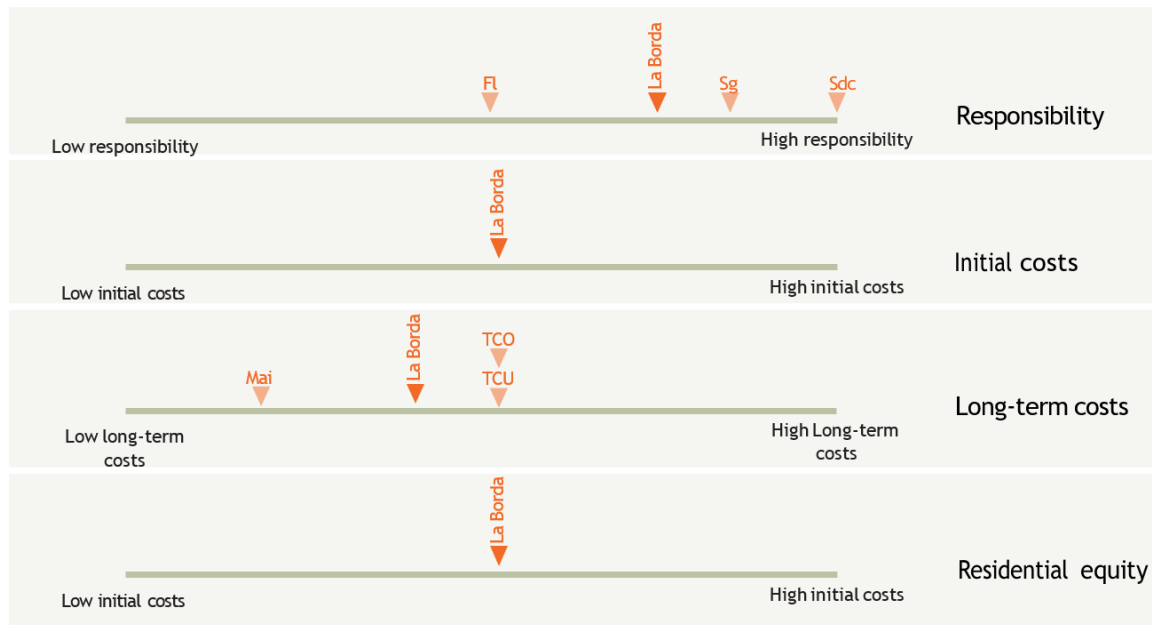 La Borda
Fl
Sg
Sdc
Responsibility
Low responsibility
High responsibility
La Borda
Initial costs
Low initial costs
High initial costs
La Borda
TCO
Mai
TCU
Long-term costs
Low long-term
costs
High Long-term
costs
La Borda
Residential equity
Low initial costs
High initial costs